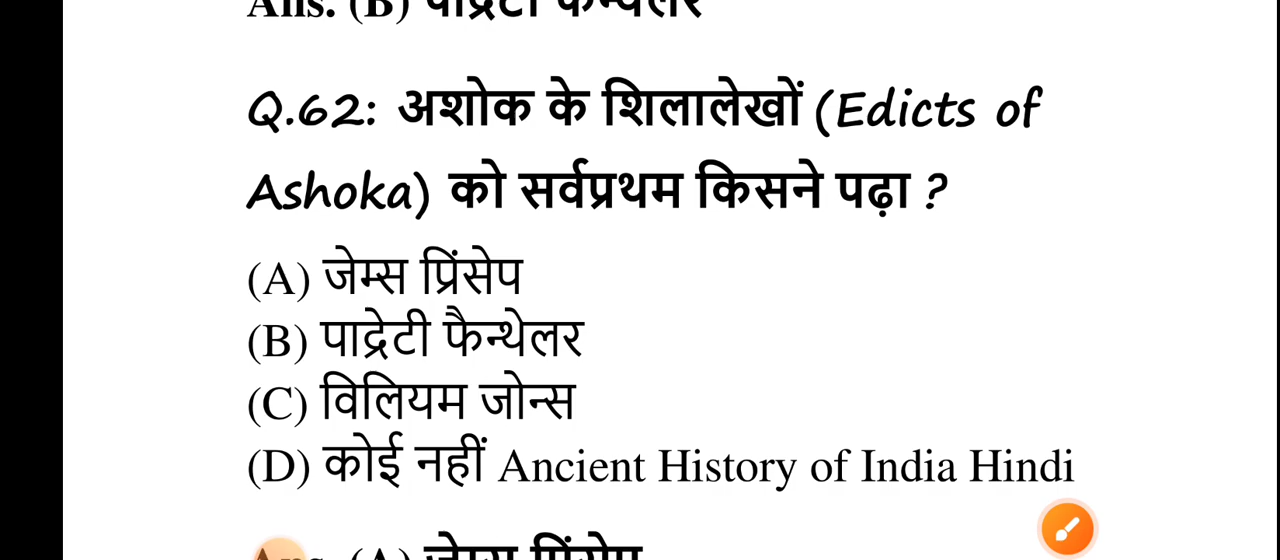 Ans. (B) पाद्रेटी फैन्थेलर
Q.62: अशोक के शिलालेखों (Edicts of
Ashoka) को सर्वप्रथम किसने पढ़ा ?
(A) जेम्स प्रिंसेप
(B) पाद्रेटी फैन्थेलर
(C) विलियम जोन्स
(D) कोई नहीं Ancient History of India Hindi
Ans. (A) जेम्स प्रिंसेप